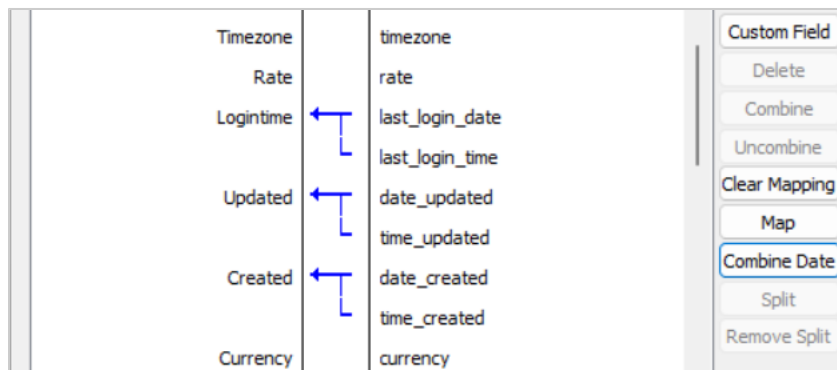 Timezone timezone
Rate rate
Logintime last_login_date
last_login_time
Updated date_updated
time_updated
Created date_created
time_created
Currency currency
Custom Field
Delete
Combine
Uncombine
Clear Mapping
Map
Combine Date
Split
Remove Split